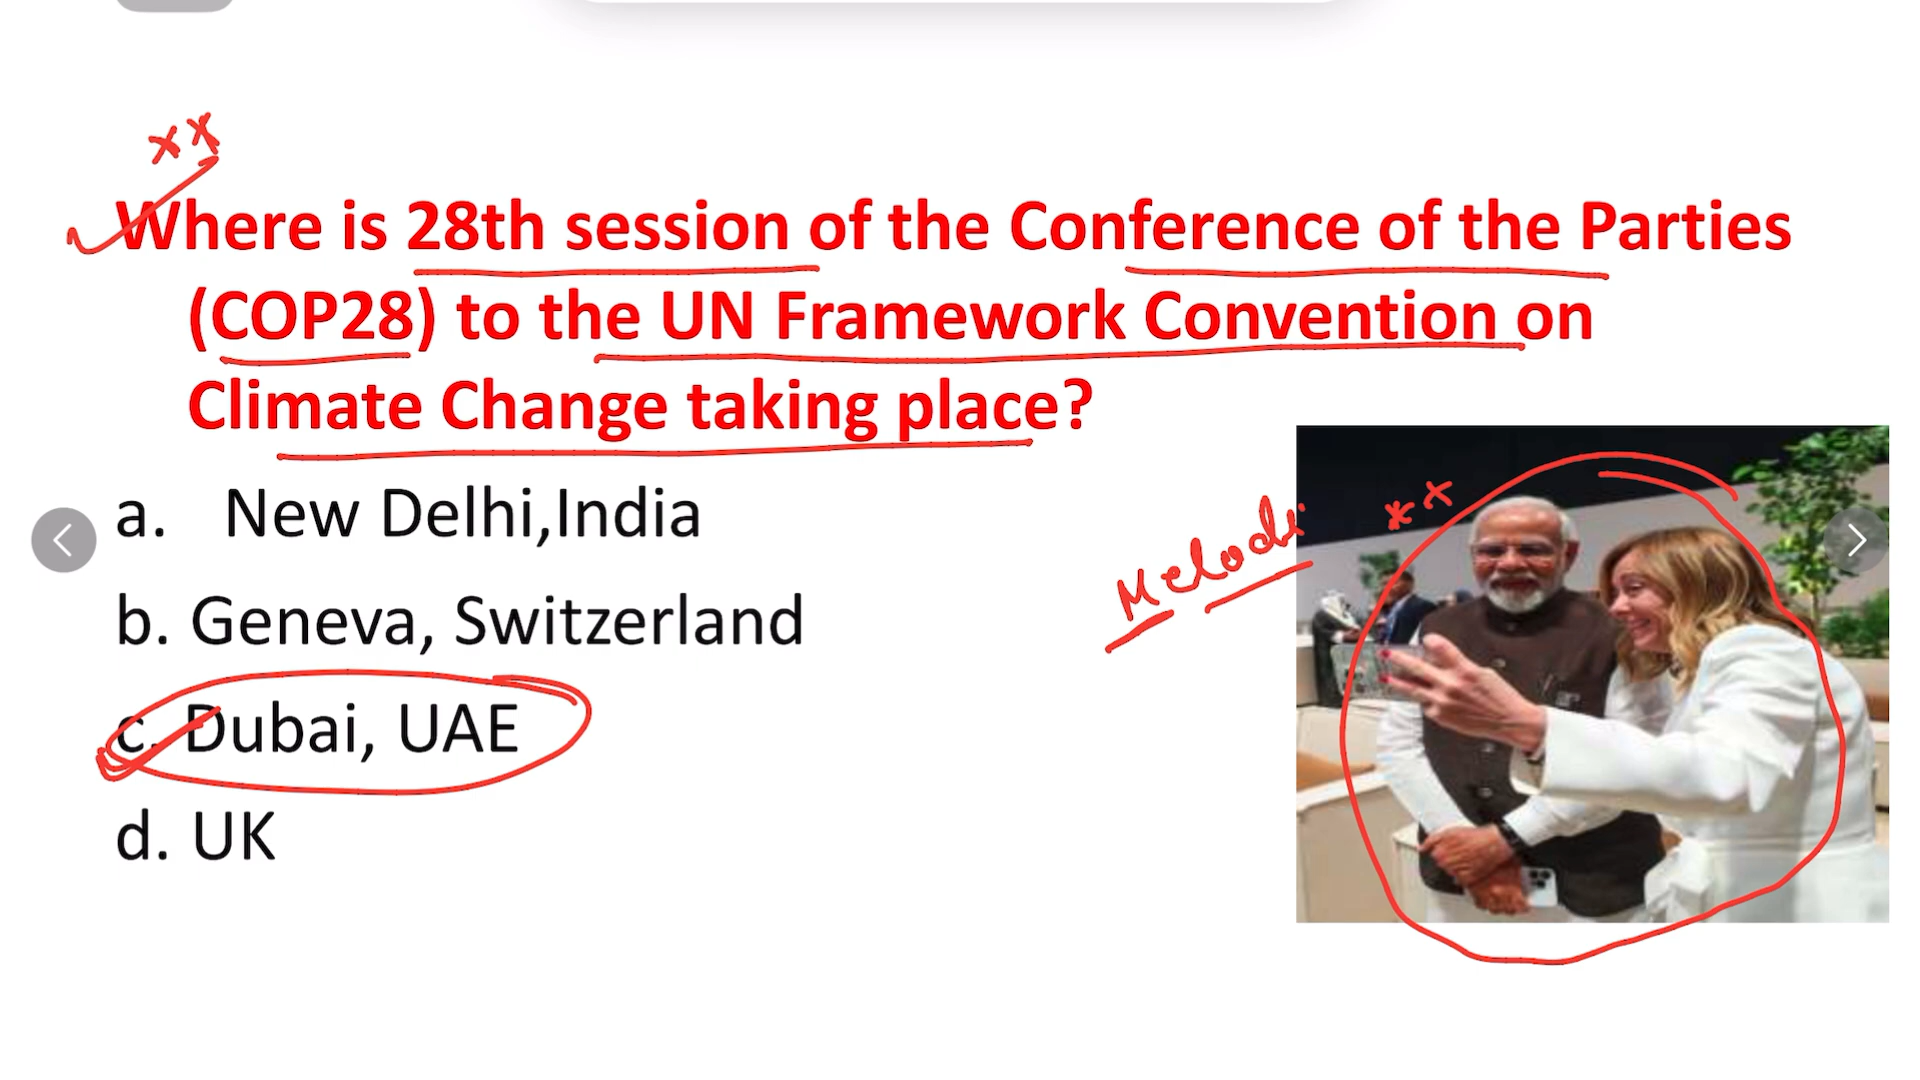 Where is 28th session of the Conference of the Parties
(COP28) to the UN Framework Convention on
Climate Change taking place?
a. New Delhi,India
b. Geneva, Switzerland
c. Dubai, UAE
d. UK
Melodi